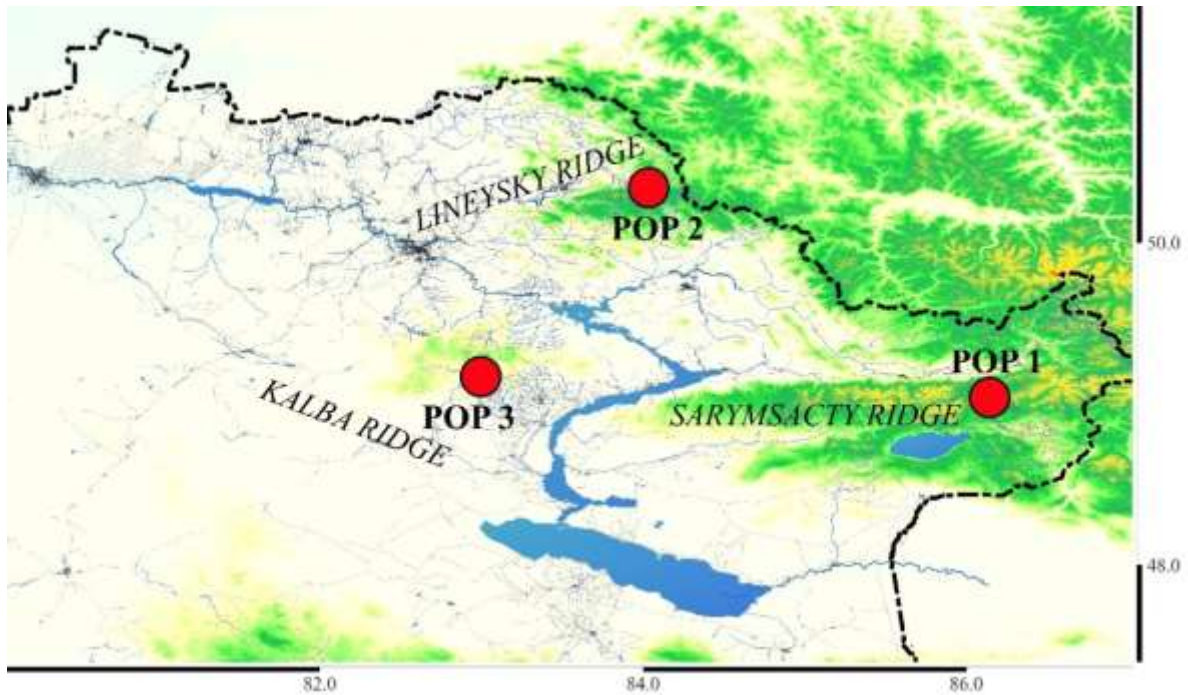 LINEYSKY RIDGE
POP 2
50.0
POP 1
KALBA RIDGE
POP 3
SARYMSACTY RIDGE
48.0
82.0
84.0
86.0